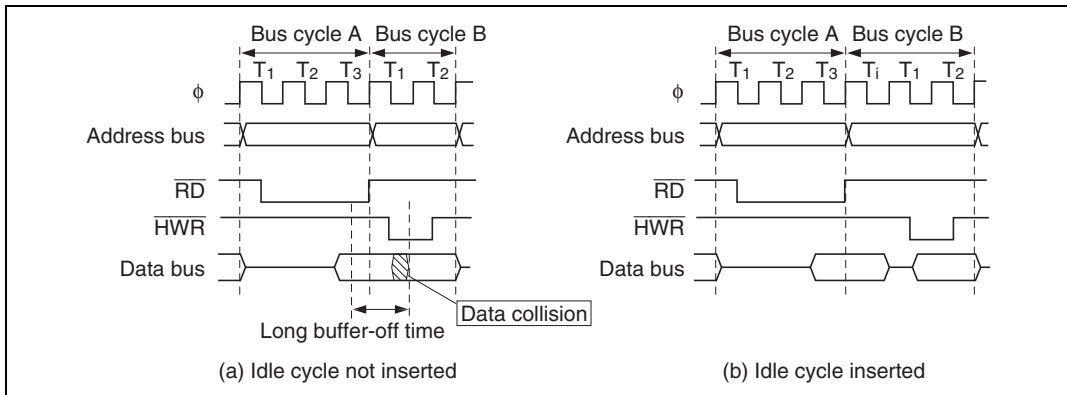 Bus cycle A Bus cycle B
T1 T2 T3 T1 T2
ϕ
Address bus
RD
HWR
Data bus
Data collision
Long buffer-off time
(a) Idle cycle not inserted
Bus cycle A Bus cycle B
T1 T2 T3 Ti T1 T2
ϕ
Address bus
RD
HWR
Data bus
(b) Idle cycle inserted